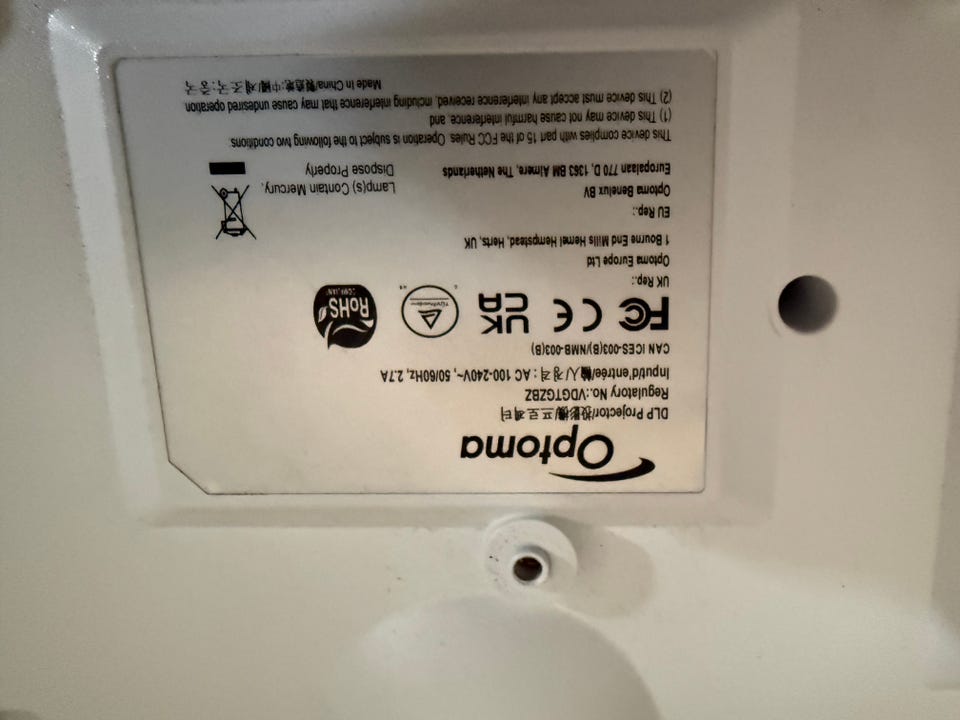 Optoma
DLP Projector/投影機/프로젝터
Regulatory No.:VDGTGZBZ
Input/d'entrée/輸入/정격 : AC 100-240V~, 50/60Hz, 2.7A
CAN ICES-003(B)/NMB-003(B)
FC CE UK CA
RoHS
UK Rep.:
Optoma Europe Ltd
1 Bourne End Mills Hemel Hempstead, Herts, UK
EU Rep.:
Optoma Benelux BV
Europalaan 770 D, 1363 BM Almere, The Netherlands
Lamp(s) Contain Mercury,
Dispose Properly
This device complies with part 15 of the FCC Rules. Operation is subject to the following two conditions
(1) This device may not cause harmful interference, and
(2) This device must accept any interference received, including interference that may cause undesired operation
Made in China/製造地:中國/제조국:중국